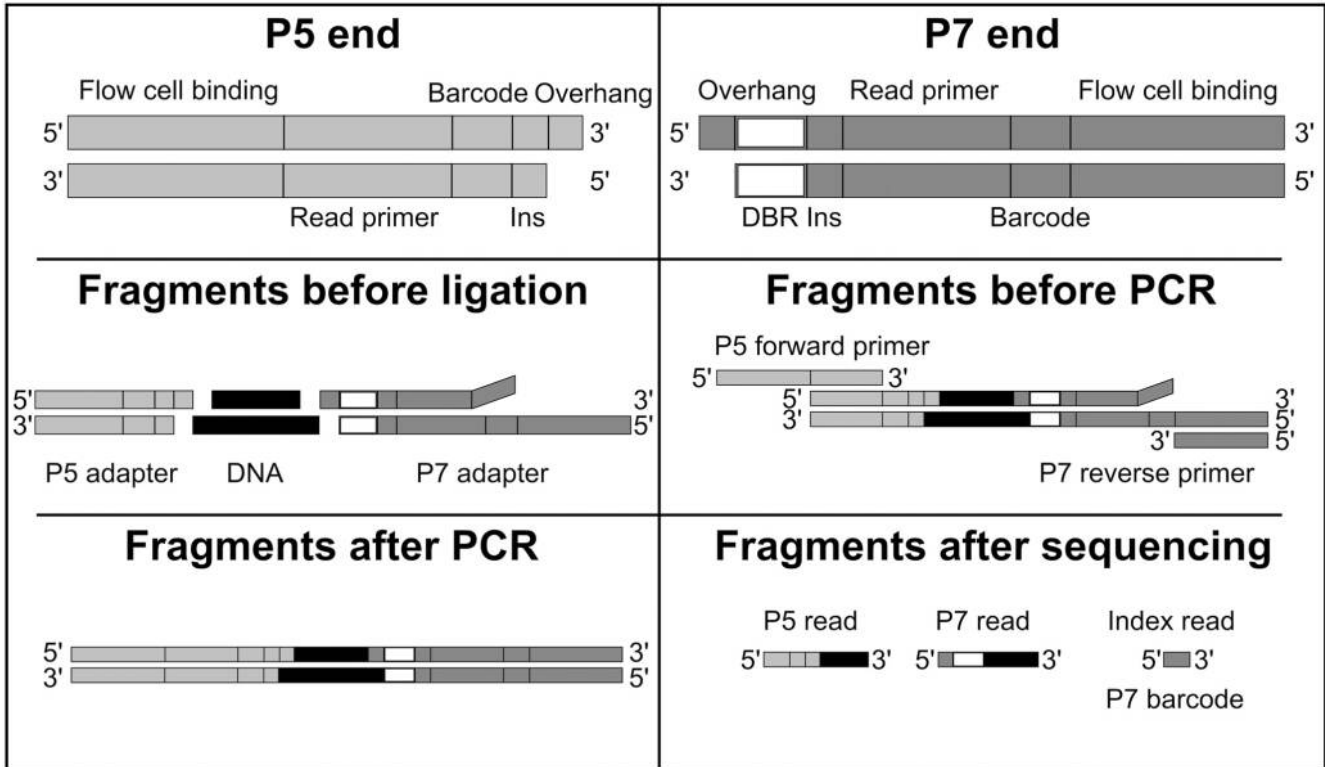 P5 end
Flow cell binding
Barcode Overhang
5' 3'
3' 5'
Read primer Ins
P7 end
Overhang Read primer Flow cell binding
5' 3'
3' 5'
DBR Ins Barcode
Fragments before ligation
5' 3'
3' 5'
P5 adapter DNA P7 adapter
Fragments before PCR
P5 forward primer
5' 3'
5' 3'
3' 5'
3' 5'
P7 reverse primer
Fragments after PCR
5' 3'
3' 5'
Fragments after sequencing
P5 read P7 read Index read
5' 3' 5' 3' 5' 3'
P7 barcode